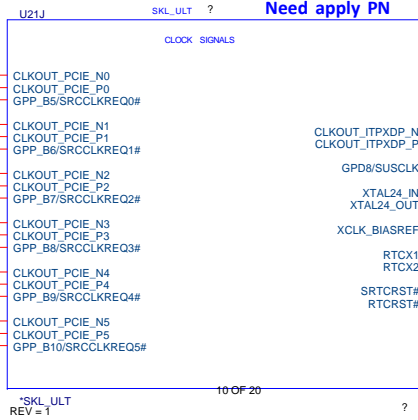 U21J
SKL_ULT ?
Need apply PN
CLOCK SIGNALS
CLKOUT_PCIE_N0
CLKOUT_PCIE_P0
GPP_B5/SRCCLKREQ0#
CLKOUT_PCIE_N1
CLKOUT_PCIE_P1
GPP_B6/SRCCLKREQ1#
CLKOUT_PCIE_N2
CLKOUT_PCIE_P2
GPP_B7/SRCCLKREQ2#
CLKOUT_PCIE_N3
CLKOUT_PCIE_P3
GPP_B8/SRCCLKREQ3#
CLKOUT_PCIE_N4
CLKOUT_PCIE_P4
GPP_B9/SRCCLKREQ4#
CLKOUT_PCIE_N5
CLKOUT_PCIE_P5
GPP_B10/SRCCLKREQ5#
CLKOUT_ITPXDP_N
CLKOUT_ITPXDP_P
GPD8/SUSCLK
XTAL24_IN
XTAL24_OUT
XCLK_BIASREF
RTCX1
RTCX2
SRTCRST#
RTCRST#
10 OF 20
*SKL_ULT
REV = 1
?